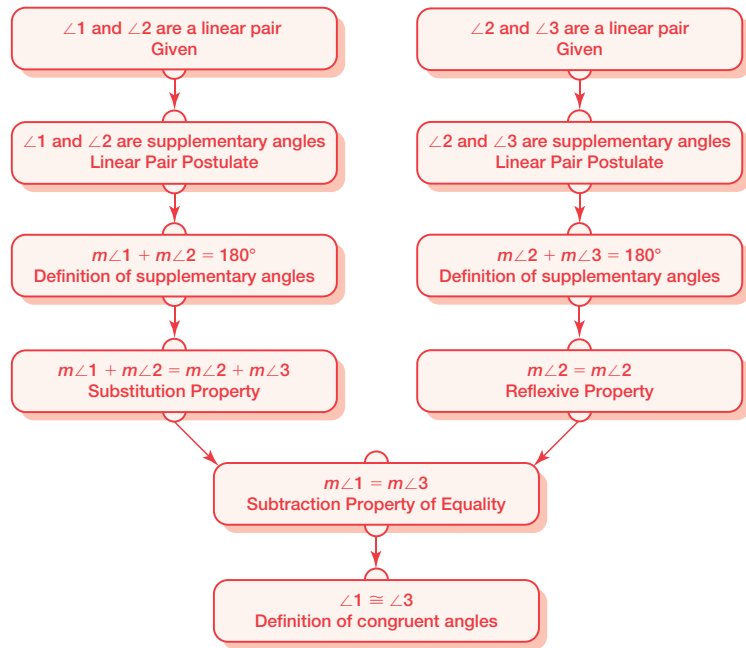 ∠1 and ∠2 are a linear pair
Given
∠2 and ∠3 are a linear pair
Given
∠1 and ∠2 are supplementary angles
Linear Pair Postulate
∠2 and ∠3 are supplementary angles
Linear Pair Postulate
m∠1 + m∠2 = 180°
Definition of supplementary angles
m∠2 + m∠3 = 180°
Definition of supplementary angles
m∠1 + m∠2 = m∠2 + m∠3
Substitution Property
m∠2 = m∠2
Reflexive Property
m∠1 = m∠3
Subtraction Property of Equality
∠1 ≅ ∠3
Definition of congruent angles